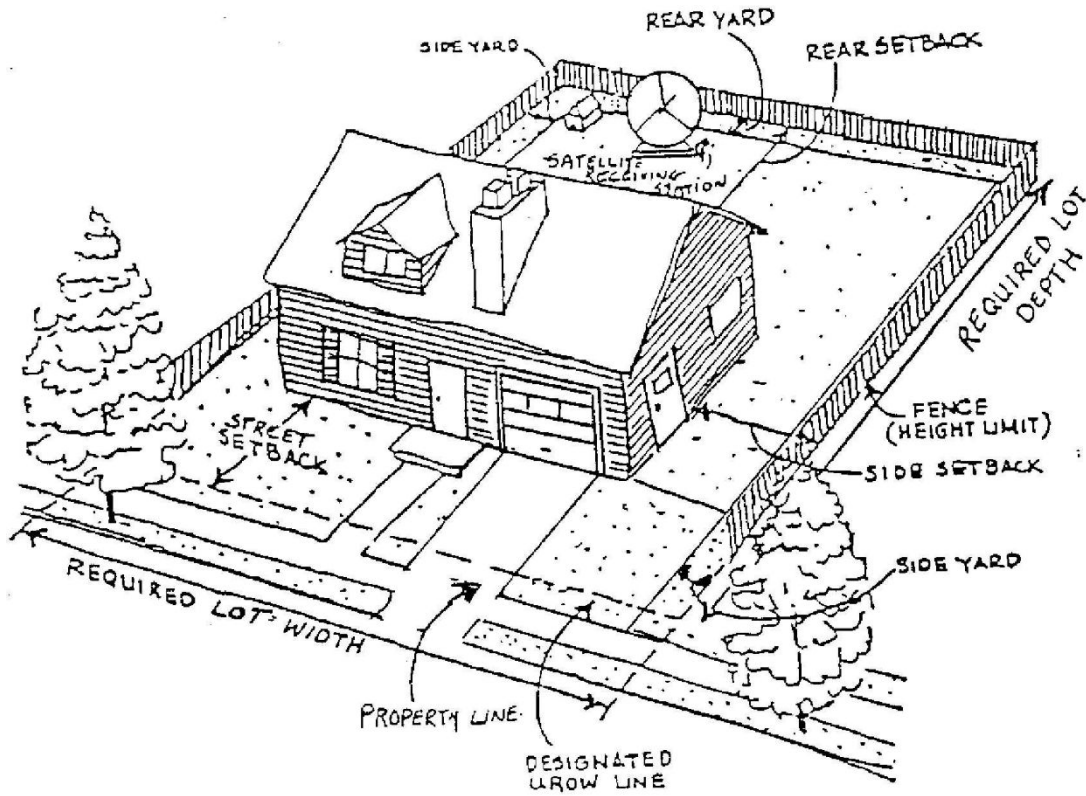 REAR YARD
SIDE YARD
REAR SETBACK
SATELLITE
RECEIVING
STATION
REQUIRED LOT
DEPTH
STREET
SETBACK
FENCE
(HEIGHT LIMIT)
SIDE SETBACK
SIDE YARD
REQUIRED LOT WIDTH
PROPERTY LINE
DESIGNATED
UROW LINE